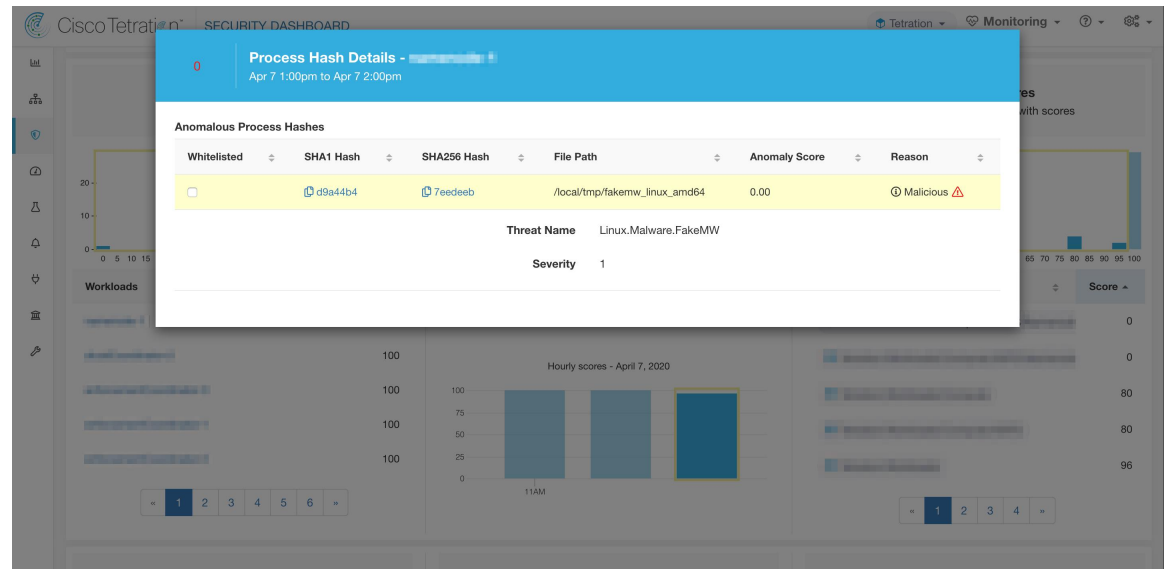 Cisco Tetration™ SECURITY DASHBOARD
Tetration
Monitoring
0
Process Hash Details -
Apr 7 1:00pm to Apr 7 2:00pm
with scores
Anomalous Process Hashes
Whitelisted SHA1 Hash SHA256 Hash File Path Anomaly Score Reason
d9a44b4 7eedeeb /local/tmp/fakemw_linux_amd64 0.00 Malicious
Threat Name Linux.Malware.FakeMW
Severity 1
20
10
0
0 5 10 15
65 70 75 80 85 90 95 100
Workloads
Score
0
100 0
100 80
100 80
100 96
Hourly scores - April 7, 2020
100
75
50
25
0
11AM
« 1 2 3 4 5 6 »
« 1 2 3 4 »